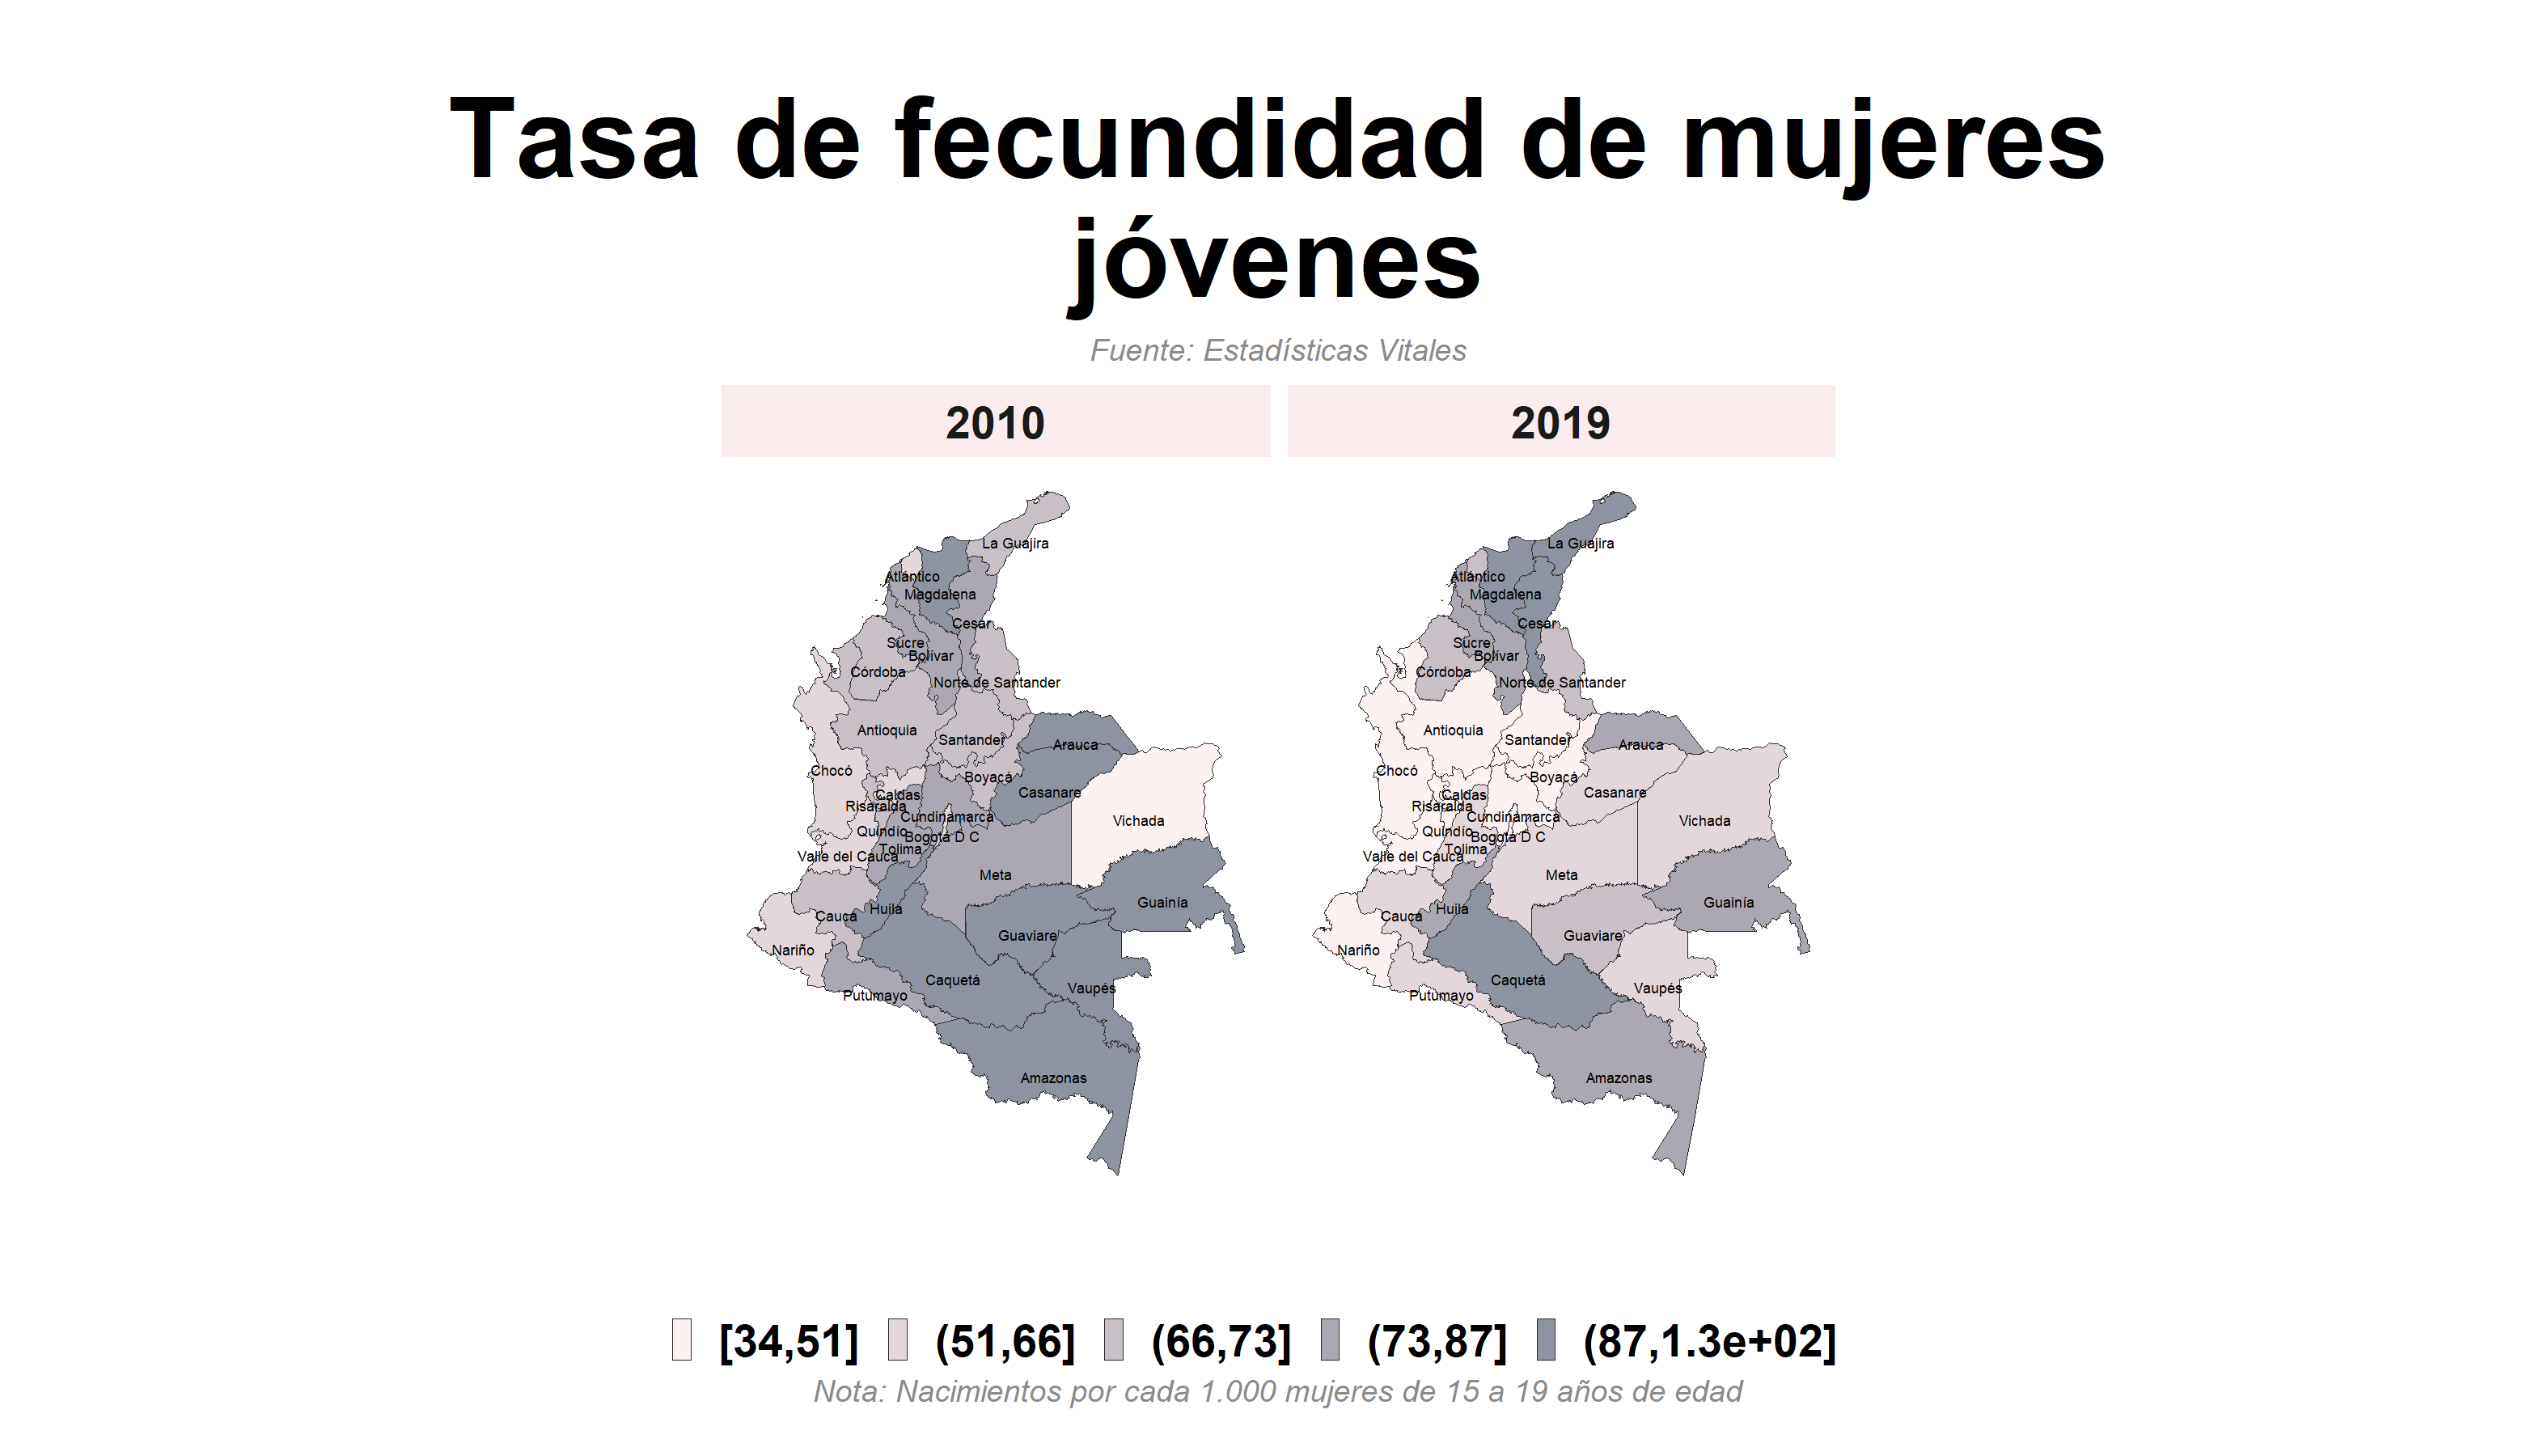 Tasa de fecundidad de mujeres
jóvenes
Fuente: Estadísticas Vitales
2010
2019
La Guajira
Atlántico
Magdalena
Cesar
Sucre
Bolívar
Córdoba
Norte de Santander
Antioquia
Santander
Arauca
Chocó
Boyacá
Casanare
Caldas
Risaralda
Cundinamarca
Vichada
Quindío
Bogotá D C
Tolima
Valle del Cauca
Meta
Guainía
Huila
Cauca
Guaviare
Nariño
Caquetá
Vaupés
Putumayo
Amazonas
La Guajira
Atlántico
Magdalena
Cesar
Sucre
Bolívar
Córdoba
Norte de Santander
Antioquia
Santander
Arauca
Chocó
Boyacá
Casanare
Caldas
Risaralda
Cundinamarca
Vichada
Quindío
Bogotá D C
Tolima
Valle del Cauca
Meta
Guainía
Huila
Cauca
Guaviare
Nariño
Caquetá
Vaupés
Putumayo
Amazonas
[34,51] (51,66] (66,73] (73,87] (87,1.3e+02]
Nota: Nacimientos por cada 1.000 mujeres de 15 a 19 años de edad